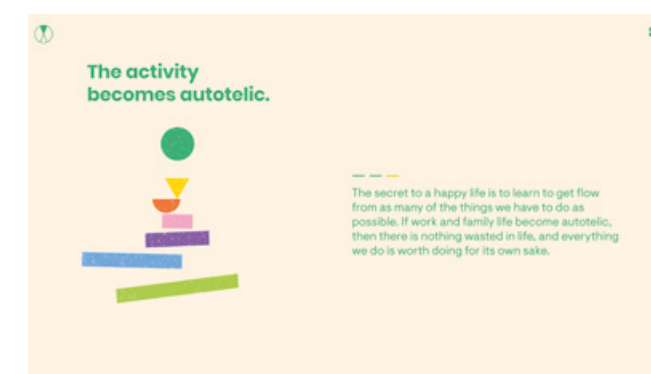 The activity
becomes autotelic.
The secret to a happy life is to learn to get flow
from as many of the things we have to do as
possible. If work and family life become autotelic,
then there is nothing wasted in life, and everything
we do is worth doing for its own sake.